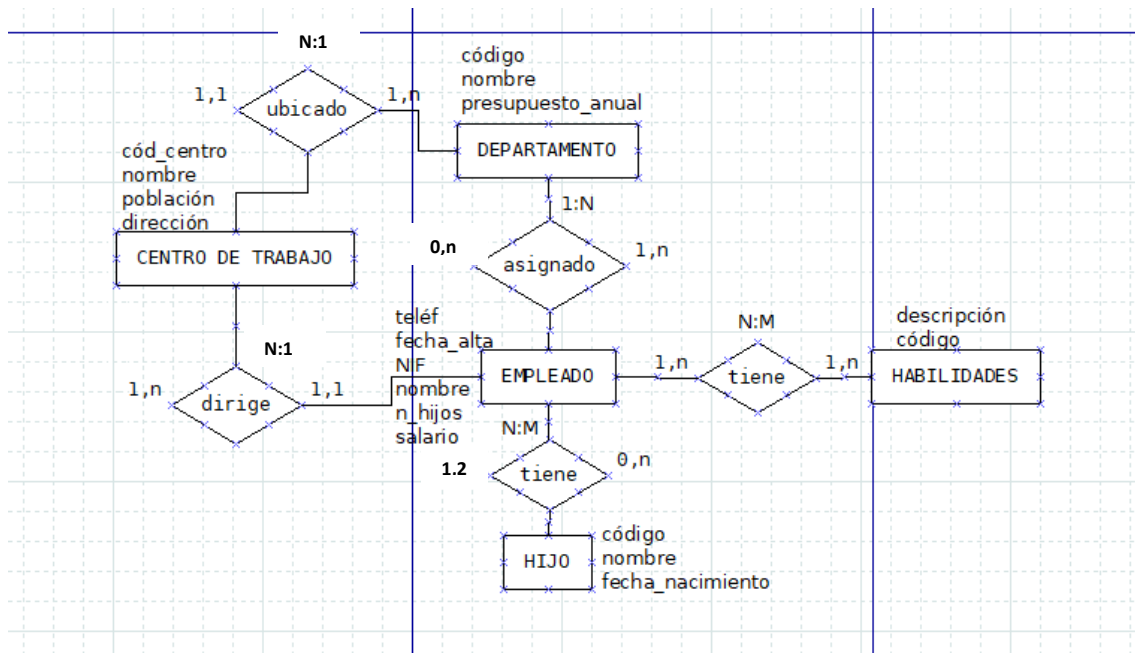 N:1
código
nombre
presupuesto_anual
1,1
ubicado
1,n
DEPARTAMENTO
cód_centro
nombre
población
dirección
1:N
CENTRO DE TRABAJO
0,n
asignado
1,n
teléf
fecha_alta
NIF
nombre
n_hijos
salario
N:1
N:M
descripción
código
1,n
dirige
1,1
EMPLEADO
1,n
tiene
1,n
HABILIDADES
N:M
1.2
tiene
0,n
HIJO
código
nombre
fecha_nacimiento